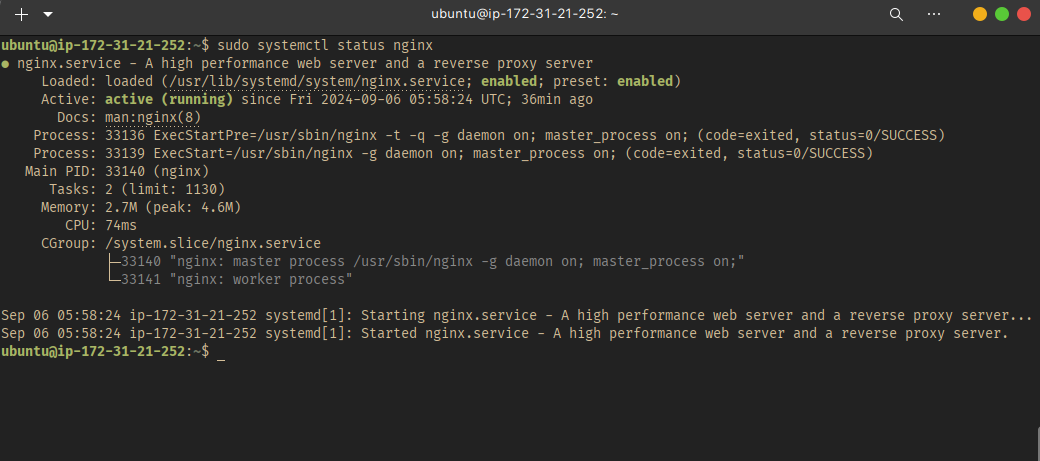 ubuntu@ip-172-31-21-252: ~
ubuntu@ip-172-31-21-252:~$ sudo systemctl status nginx
● nginx.service - A high performance web server and a reverse proxy server
     Loaded: loaded (/usr/lib/systemd/system/nginx.service; enabled; preset: enabled)
     Active: active (running) since Fri 2024-09-06 05:58:24 UTC; 36min ago
       Docs: man:nginx(8)
    Process: 33136 ExecStartPre=/usr/sbin/nginx -t -q -g daemon on; master_process on; (code=exited, status=0/SUCCESS)
    Process: 33139 ExecStart=/usr/sbin/nginx -g daemon on; master_process on; (code=exited, status=0/SUCCESS)
   Main PID: 33140 (nginx)
      Tasks: 2 (limit: 1130)
     Memory: 2.7M (peak: 4.6M)
        CPU: 74ms
     CGroup: /system.slice/nginx.service
             ├─33140 "nginx: master process /usr/sbin/nginx -g daemon on; master_process on;"
             └─33141 "nginx: worker process"
Sep 06 05:58:24 ip-172-31-21-252 systemd[1]: Starting nginx.service - A high performance web server and a reverse proxy server...
Sep 06 05:58:24 ip-172-31-21-252 systemd[1]: Started nginx.service - A high performance web server and a reverse proxy server.
ubuntu@ip-172-31-21-252:~$ _